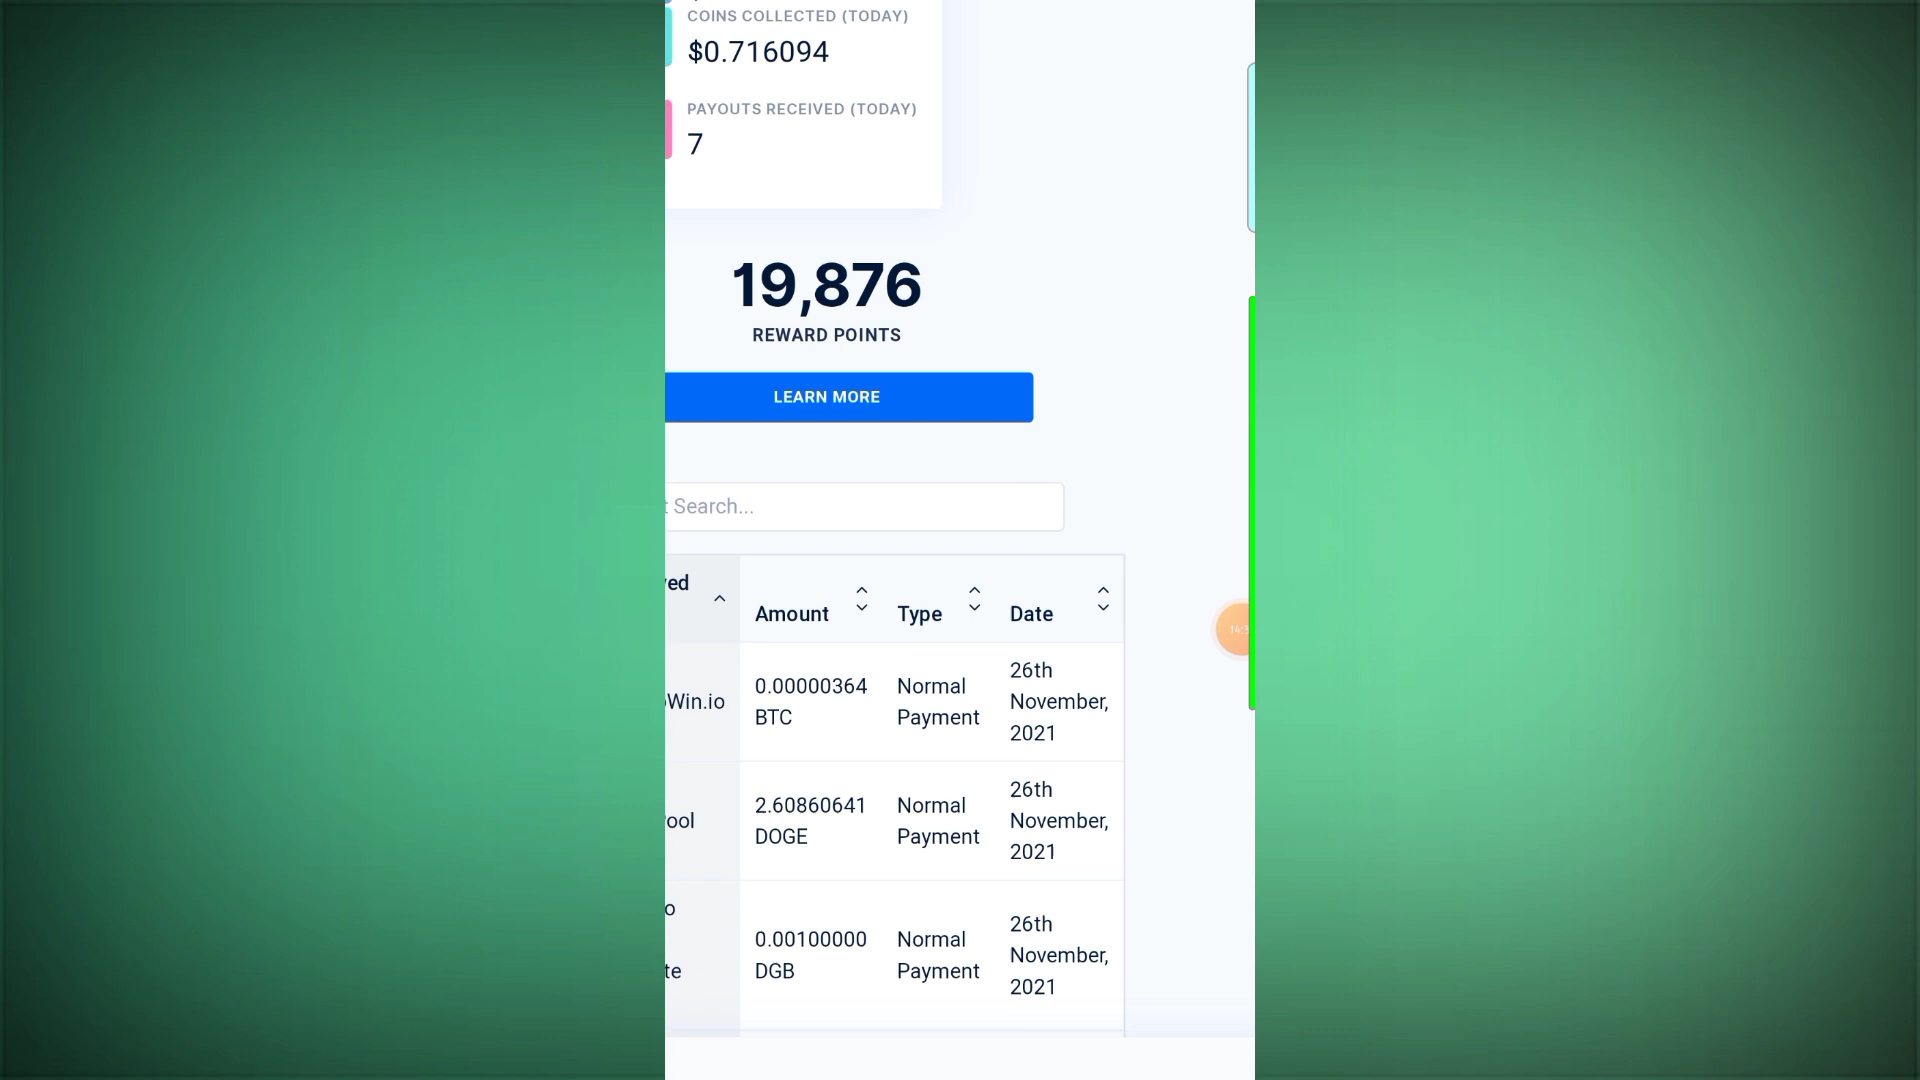 COINS COLLECTED (TODAY)
$0.716094
PAYOUTS RECEIVED (TODAY)
7
19,876
REWARD POINTS
LEARN MORE
Search...
Amount
Type
Date
0.00000364
BTC
Normal
Payment
26th
November,
2021
Win.io
2.60860641
DOGE
Normal
Payment
26th
November,
2021
0.00100000
DGB
Normal
Payment
26th
November,
2021